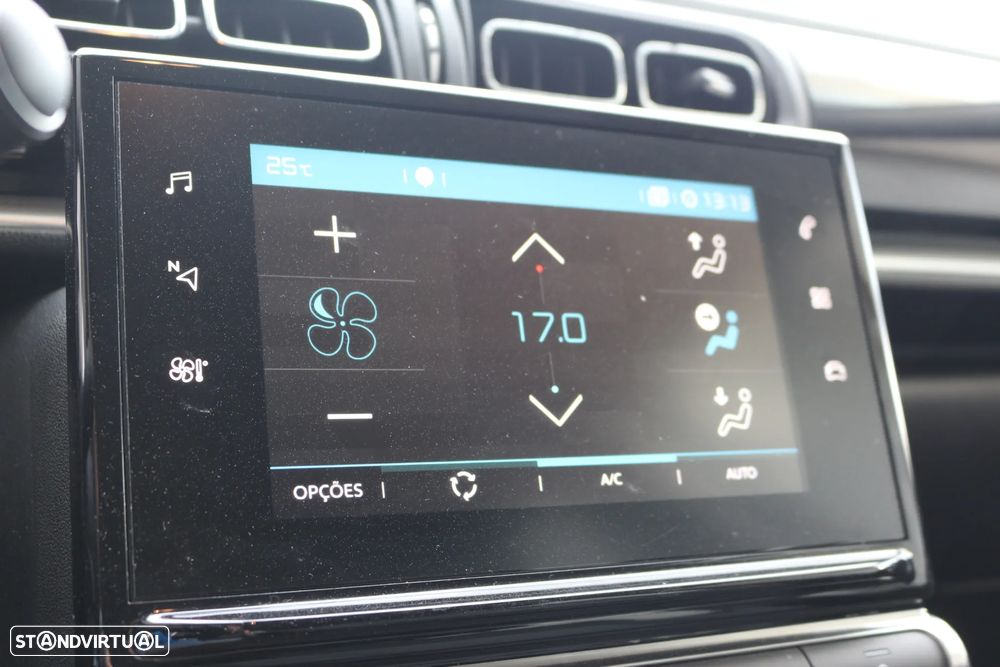 25°C
13:13
N
17.0
OPÇÕES
A/C
AUTO
STANDVIRTUAL